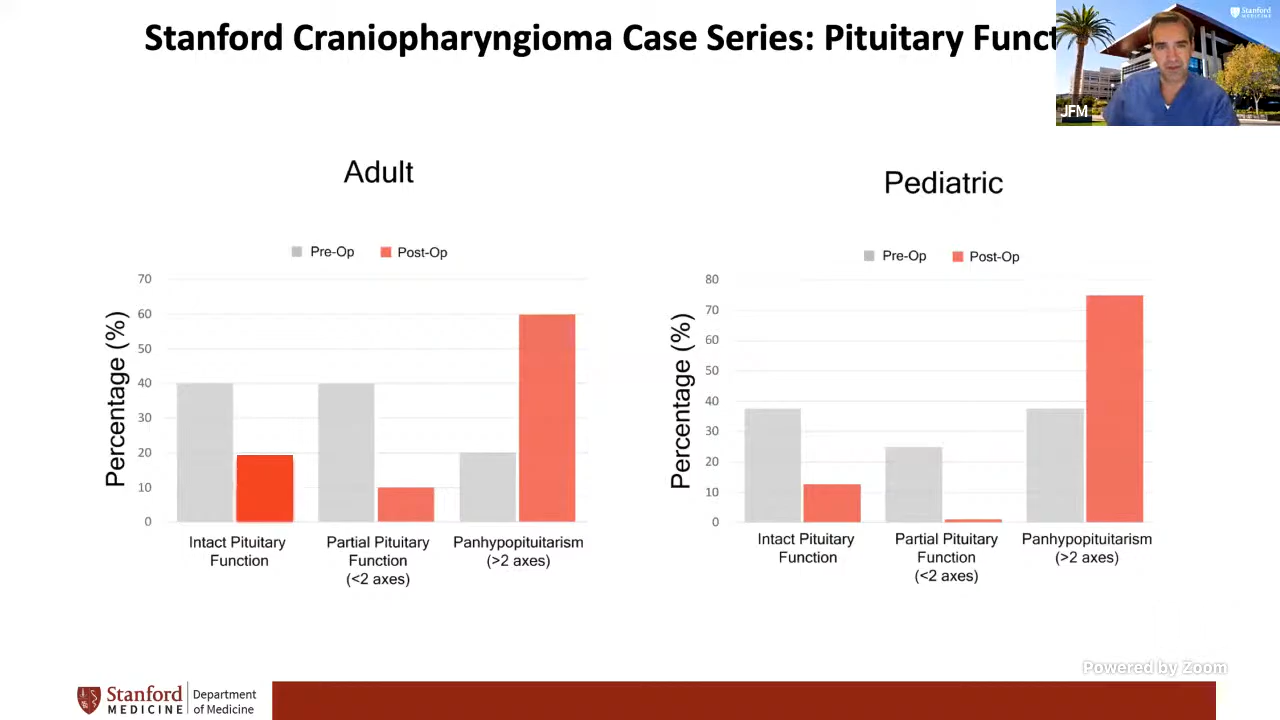 Stanford Craniopharyngioma Case Series: Pituitary Funct
Stanford
MEDICINE
JFM
Adult
Pre-Op
Post-Op
Percentage (%)
70
60
50
40
30
20
10
0
Intact Pituitary
Function
Partial Pituitary
Function
(<2 axes)
Panhypopituitarism
(>2 axes)
Pediatric
Pre-Op
Post-Op
Percentage (%)
80
70
60
50
40
30
20
10
0
Intact Pituitary
Function
Partial Pituitary
Function
(<2 axes)
Panhypopituitarism
(>2 axes)
Powered by Zoom
Stanford
MEDICINE
Department
of Medicine